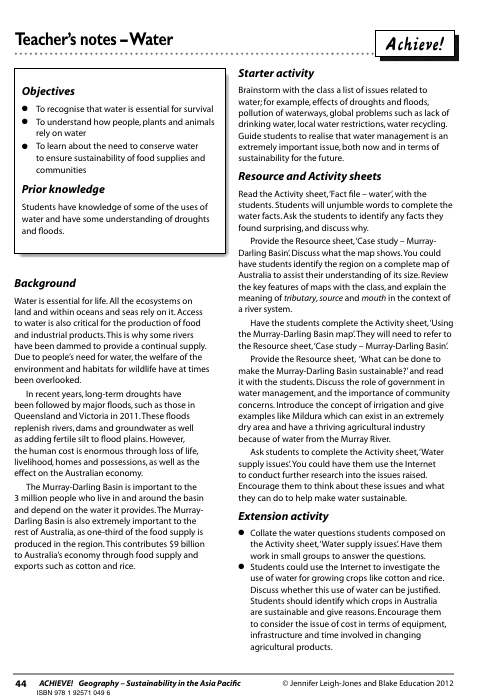 Teacher's notes – Water
Achieve!
Objectives
● To recognise that water is essential for survival
● To understand how people, plants and animals
rely on water
● To learn about the need to conserve water
to ensure sustainability of food supplies and
communities
Prior knowledge
Students have knowledge of some of the uses of
water and have some understanding of droughts
and floods.
Background
Water is essential for life. All the ecosystems on
land and within oceans and seas rely on it. Access
to water is also critical for the production of food
and industrial products. This is why some rivers
have been dammed to provide a continual supply.
Due to people's need for water, the welfare of the
environment and habitats for wildlife have at times
been overlooked.
In recent years, long-term droughts have
been followed by major floods, such as those in
Queensland and Victoria in 2011. These floods
replenish rivers, dams and groundwater as well
as adding fertile silt to flood plains. However,
the human cost is enormous through loss of life,
livelihood, homes and possessions, as well as the
effect on the Australian economy.
The Murray-Darling Basin is important to the
3 million people who live in and around the basin
and depend on the water it provides. The Murray-
Darling Basin is also extremely important to the
rest of Australia, as one-third of the food supply is
produced in the region. This contributes $9 billion
to Australia's economy through food supply and
exports such as cotton and rice.
Starter activity
Brainstorm with the class a list of issues related to
water; for example, effects of droughts and floods,
pollution of waterways, global problems such as lack of
drinking water, local water restrictions, water recycling.
Guide students to realise that water management is an
extremely important issue, both now and in terms of
sustainability for the future.
Resource and Activity sheets
Read the Activity sheet, 'Fact file – water', with the
students. Students will unjumble words to complete the
water facts. Ask the students to identify any facts they
found surprising, and discuss why.
Provide the Resource sheet, 'Case study – Murray-
Darling Basin'. Discuss what the map shows. You could
have students identify the region on a complete map of
Australia to assist their understanding of its size. Review
the key features of maps with the class, and explain the
meaning of tributary, source and mouth in the context of
a river system.
Have the students complete the Activity sheet, 'Using
the Murray-Darling Basin map'. They will need to refer to
the Resource sheet, 'Case study – Murray-Darling Basin'.
Provide the Resource sheet, 'What can be done to
make the Murray-Darling Basin sustainable?' and read
it with the students. Discuss the role of government in
water management, and the importance of community
concerns. Introduce the concept of irrigation and give
examples like Mildura which can exist in an extremely
dry area and have a thriving agricultural industry
because of water from the Murray River.
Ask students to complete the Activity sheet, 'Water
supply issues'. You could have them use the Internet
to conduct further research into the issues raised.
Encourage them to think about these issues and what
they can do to help make water sustainable.
Extension activity
● Collate the water questions students composed on
the Activity sheet, 'Water supply issues'. Have them
work in small groups to answer the questions.
● Students could use the Internet to investigate the
use of water for growing crops like cotton and rice.
Discuss whether this use of water can be justified.
Students should identify which crops in Australia
are sustainable and give reasons. Encourage them
to consider the issue of cost in terms of equipment,
infrastructure and time involved in changing
agricultural products.
44 ACHIEVE! Geography – Sustainability in the Asia Pacific
ISBN 978 1 92571 049 6
© Jennifer Leigh-Jones and Blake Education 2012